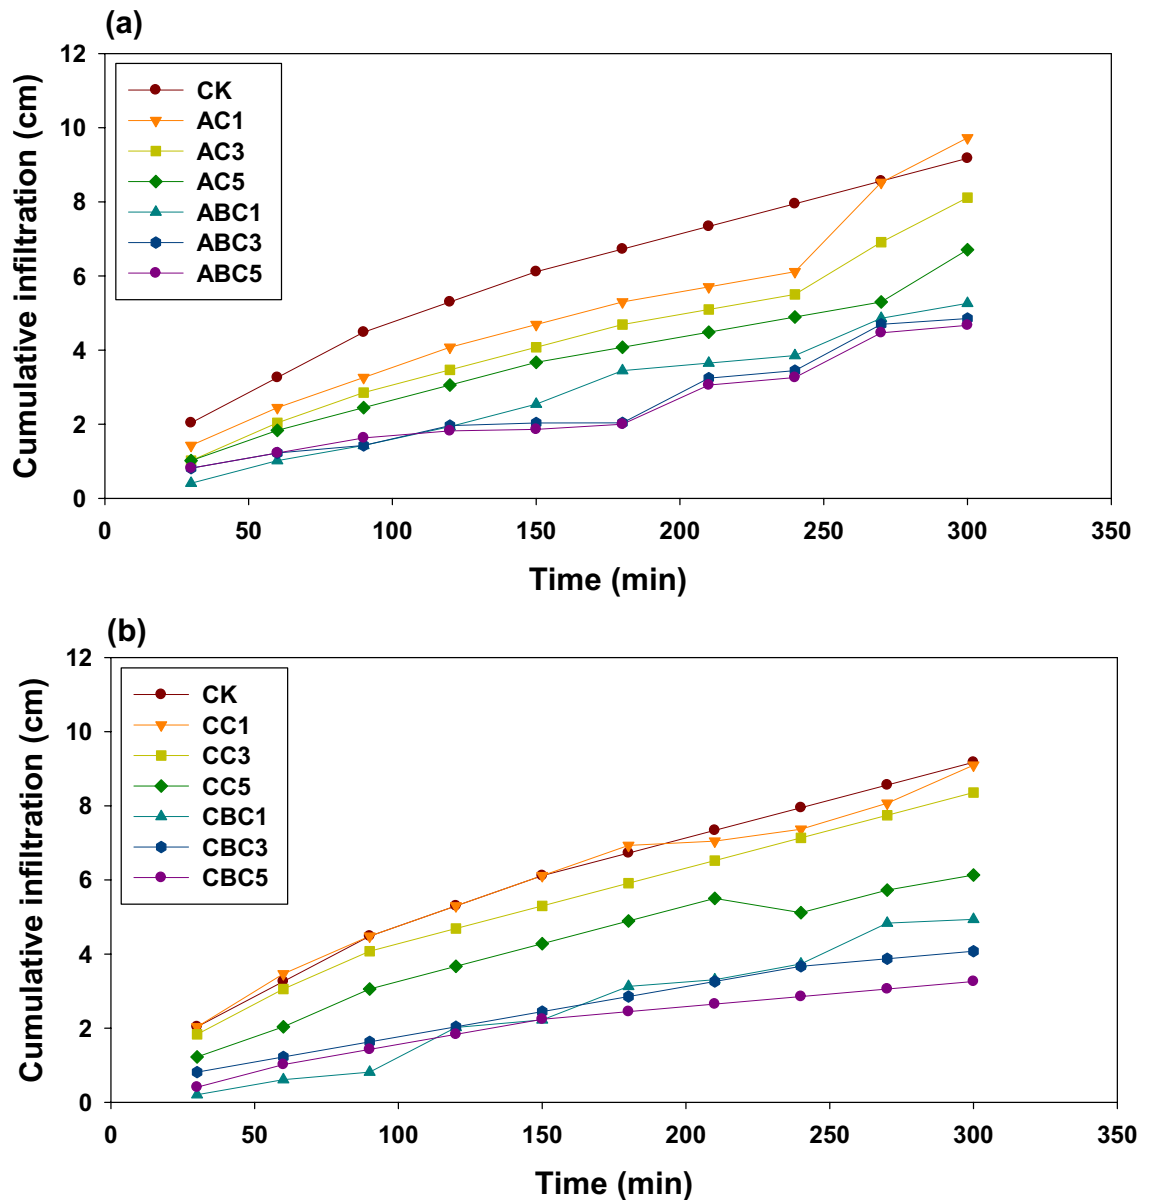 (a)
Cumulative infiltration (cm)
12
10
8
6
4
2
0
CK
AC1
AC3
AC5
ABC1
ABC3
ABC5
0 50 100 150 200 250 300 350
Time (min)
(b)
Cumulative infiltration (cm)
12
10
8
6
4
2
0
CK
CC1
CC3
CC5
CBC1
CBC3
CBC5
0 50 100 150 200 250 300 350
Time (min)